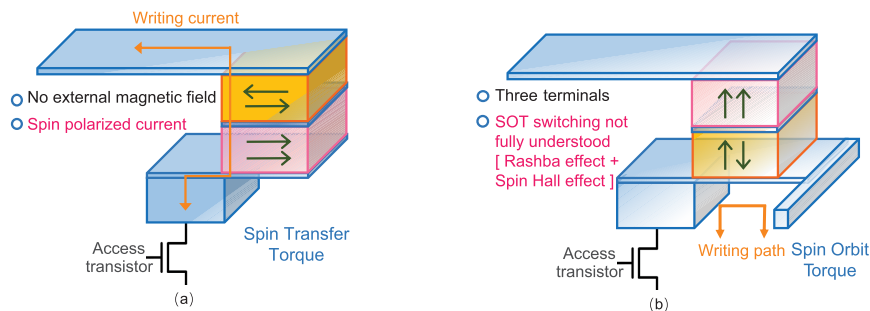 Writing current
No external magnetic field
Spin polarized current
Spin Transfer
Torque
Access
transistor
(a)
Three terminals
SOT switching not
fully understood
[ Rashba effect +
Spin Hall effect ]
Writing path
Spin Orbit
Torque
Access
transistor
(b)